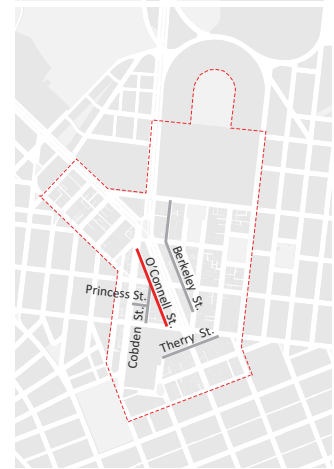 Berkeley St.
O'Connell St.
Princess St.
Cobden St.
Therry St.